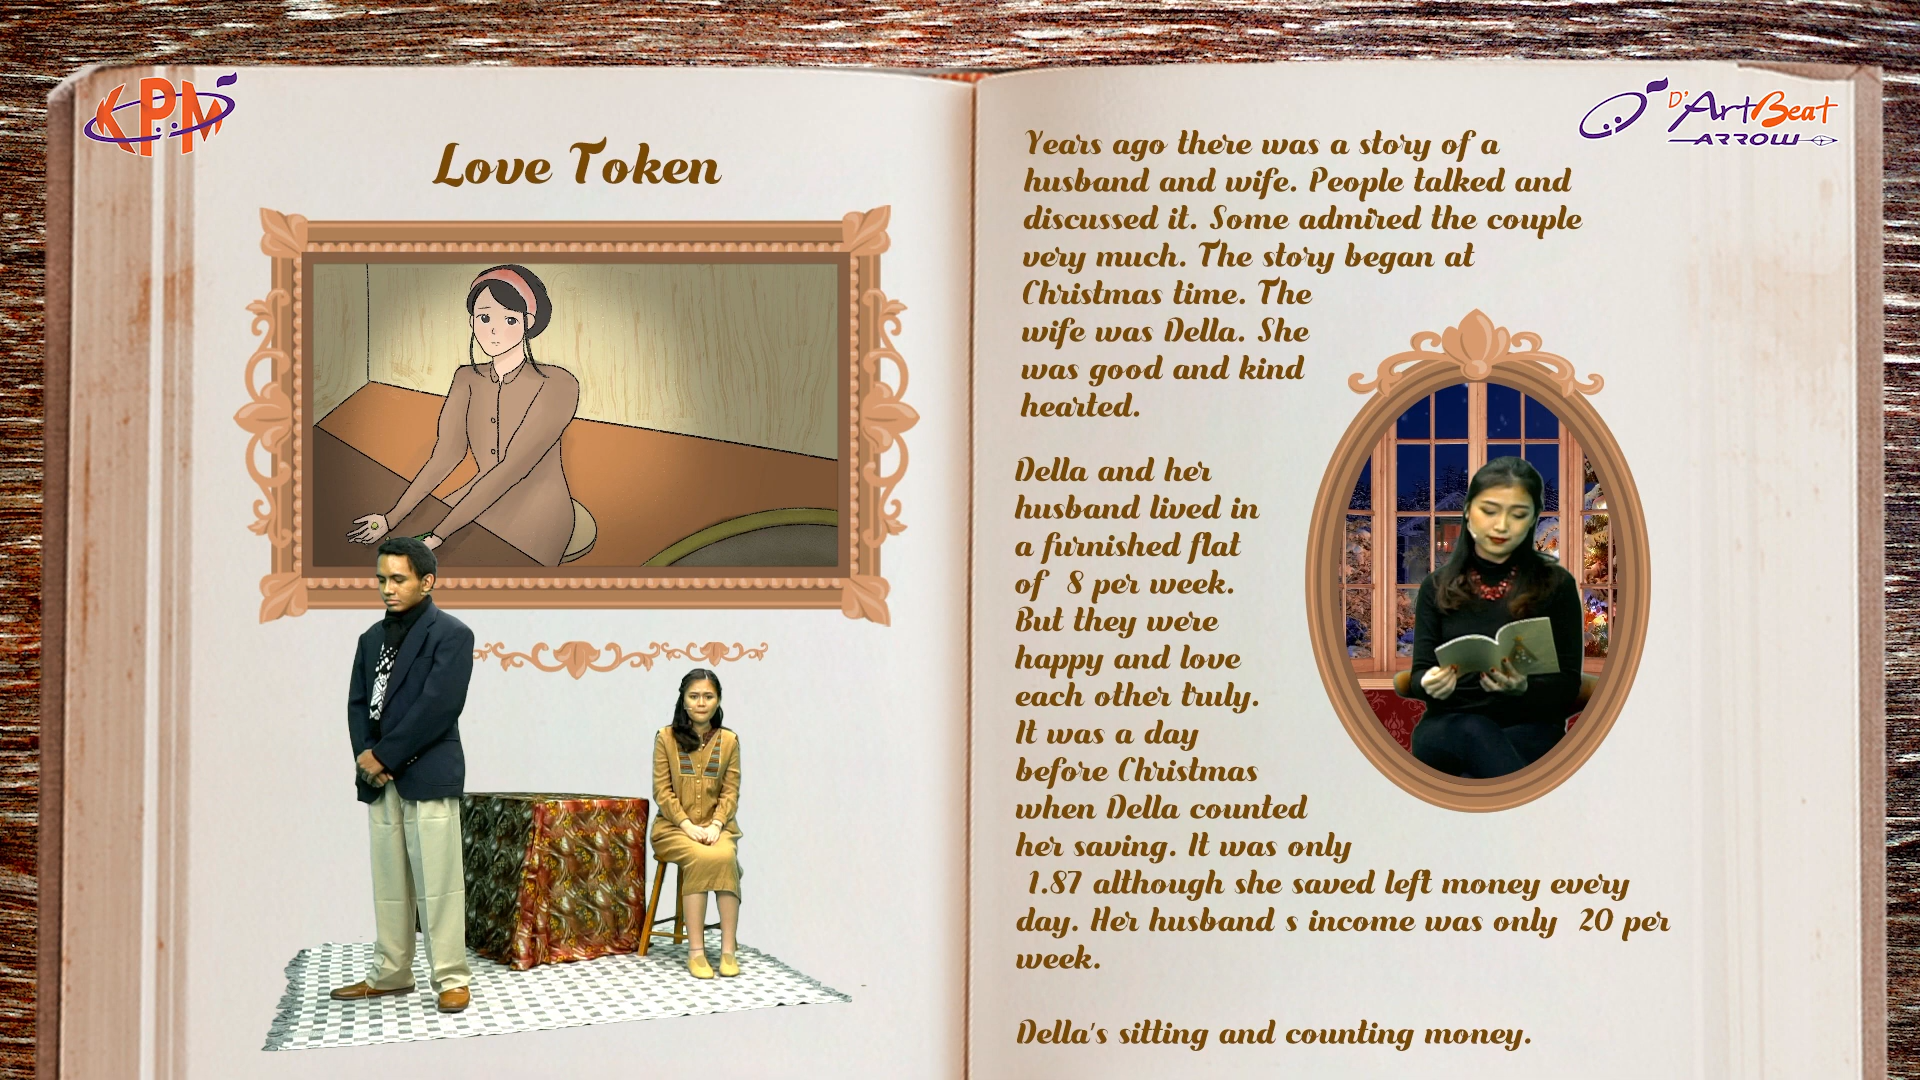 KPM
D'ArtBeat
ARROW
Love Token
Years ago there was a story of a
husband and wife. People talked and
discussed it. Some admired the couple
very much. The story began at
Christmas time. The
wife was Della. She
was good and kind
hearted.
Della and her
husband lived in
a furnished flat
of 8 per week.
But they were
happy and love
each other truly.
It was a day
before Christmas
when Della counted
her saving. It was only
1.87 although she saved left money every
day. Her husband s income was only 20 per
week.
Della's sitting and counting money.